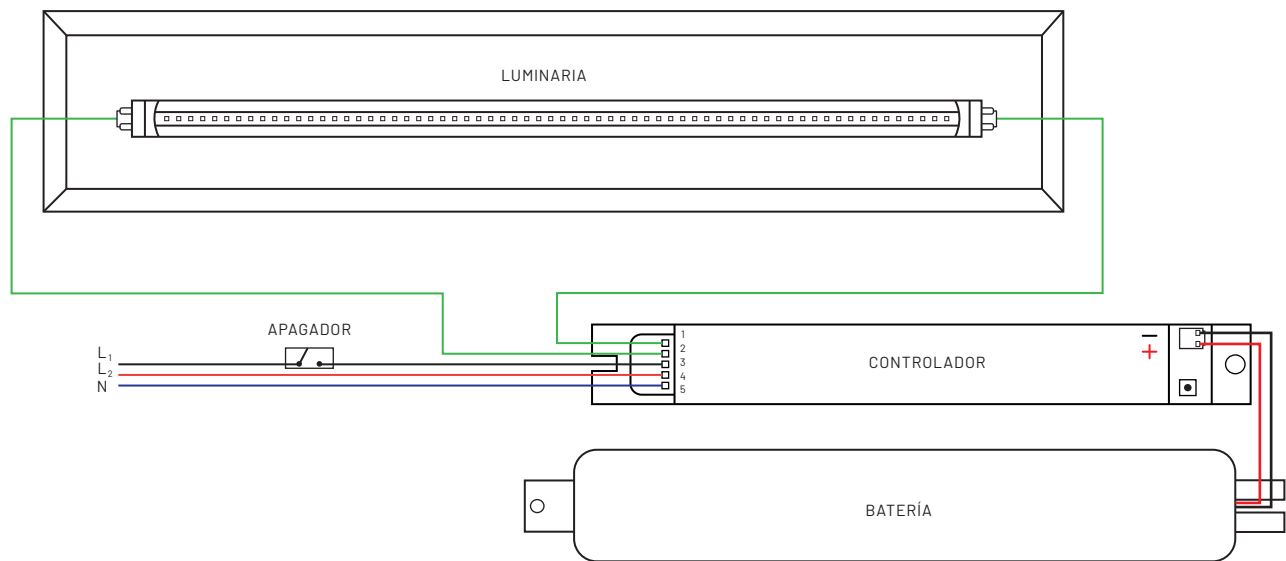 LUMINARIA
APAGADOR
L1
L2
N
1
2
3
4
5
CONTROLADOR
−
+
BATERÍA